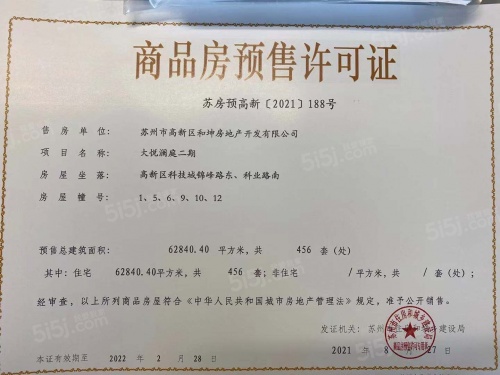 商品房预售许可证
苏房预高新〔2021〕188号
售房单位: 苏州市高新区和坤房地产开发有限公司
项目名称: 大悦澜庭二期
房屋坐落: 高新区科技城锦峰路东、科业路南
房屋幢号: 1、5、6、9、10、12
预售总建筑面积: 62840.40 平方米,共 456 套(处)
其中:住宅 62840.40平方米,共 456 套;非住宅 / 平方米,共 / 套(处)
经审查,以上所列商品房屋符合《中华人民共和国城市房地产管理法》规定,准予公开销售。
发证机关: 苏州 住 建设局
2021 年 8 月 27日
本证有效期至 2022 年 2 月 28日
5i5j